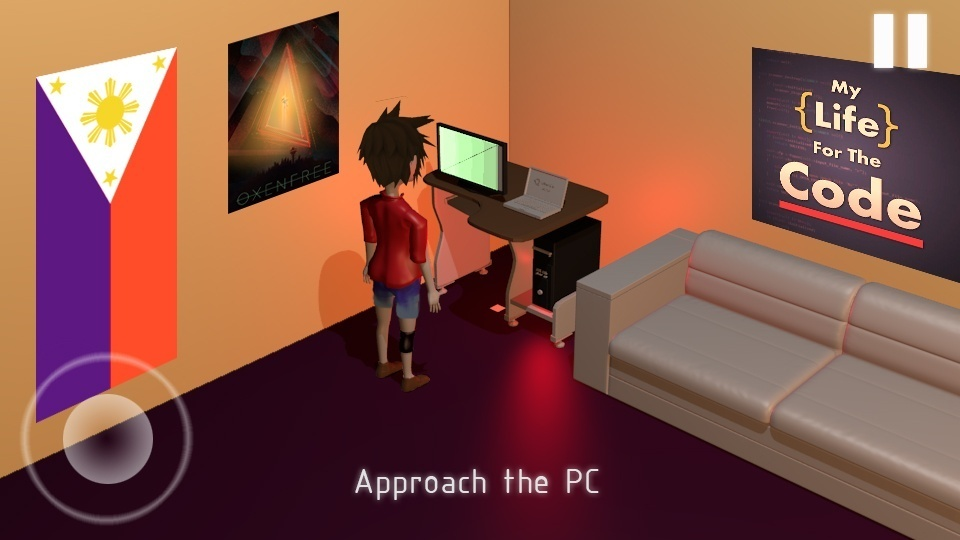 OXENFREE
My
{Life}
For The
Code
Approach the PC